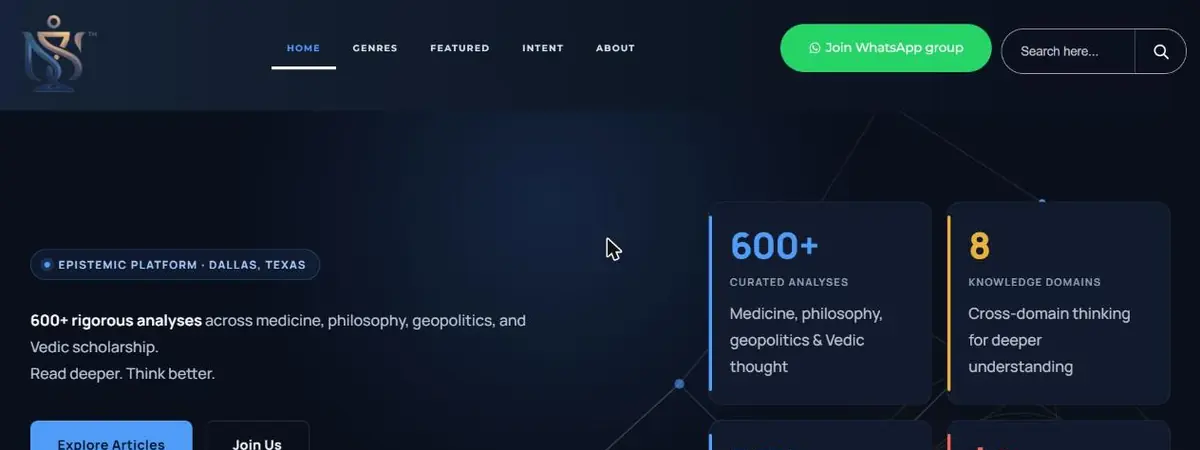 TM
HOME GENRES FEATURED INTENT ABOUT
Join WhatsApp group
Search here...
EPISTEMIC PLATFORM · DALLAS, TEXAS
600+ rigorous analyses across medicine, philosophy, geopolitics, and
Vedic scholarship.
Read deeper. Think better.
Explore Articles
Join Us
600+
CURATED ANALYSES
Medicine, philosophy,
geopolitics & Vedic
thought
8
KNOWLEDGE DOMAINS
Cross-domain thinking
for deeper
understanding